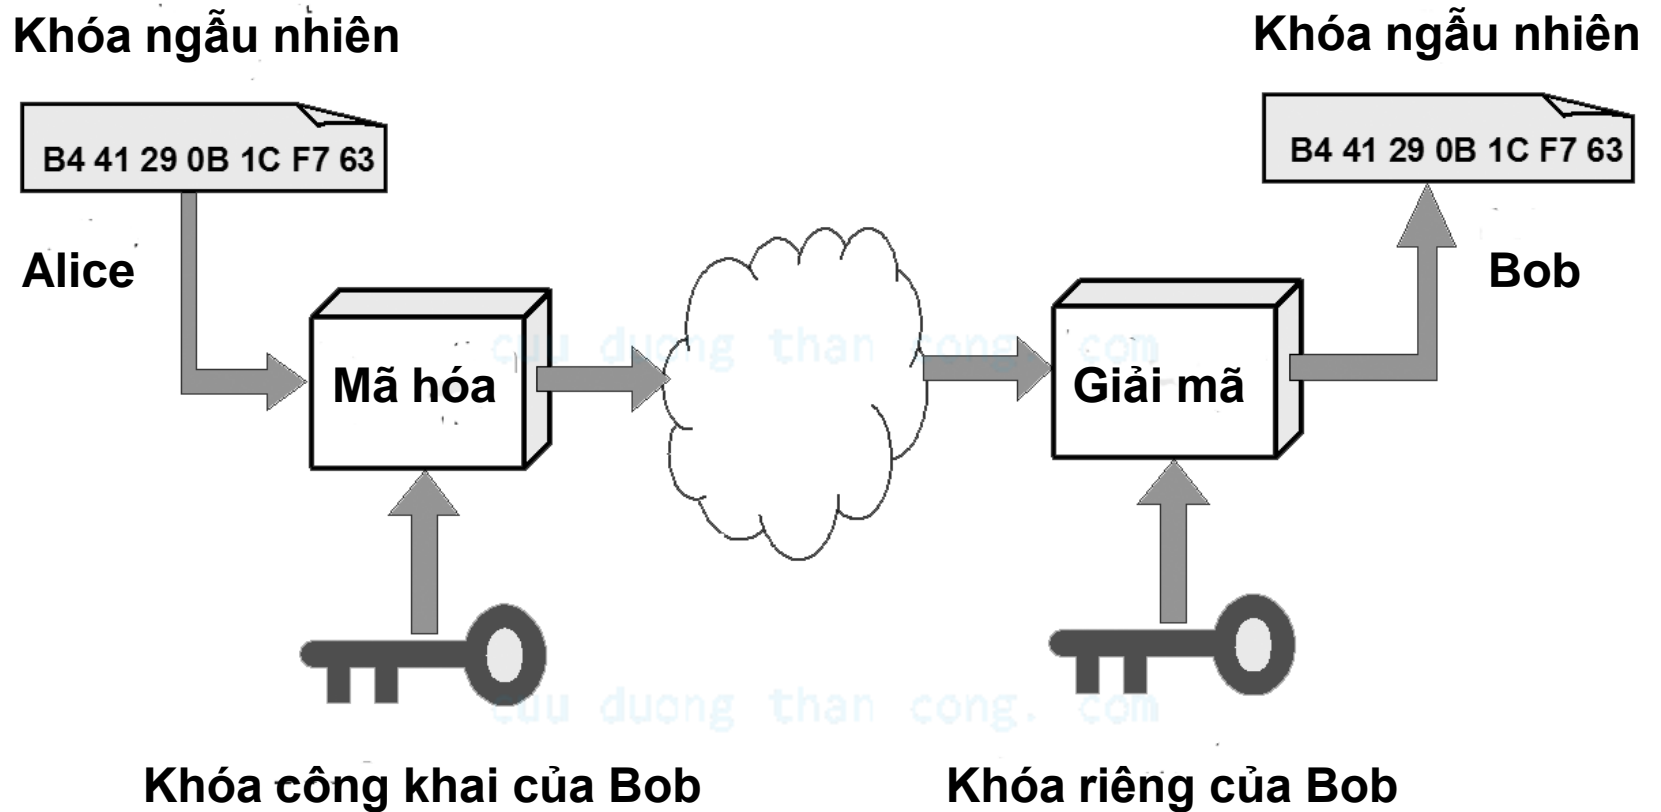 Khóa ngẫu nhiên
Khóa ngẫu nhiên
B4 41 29 0B 1C F7 63
B4 41 29 0B 1C F7 63
Alice
Bob
cuu duong than cong. com
Mã hóa
Giải mã
cuu duong than cong. com
Khóa công khai của Bob
Khóa riêng của Bob